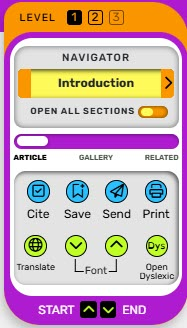 LEVEL 1 2 3
NAVIGATOR
Introduction
OPEN ALL SECTIONS
ARTICLE GALLERY RELATED
Cite Save Send Print
Dys
Translate Font Open
Dyslexic
START END